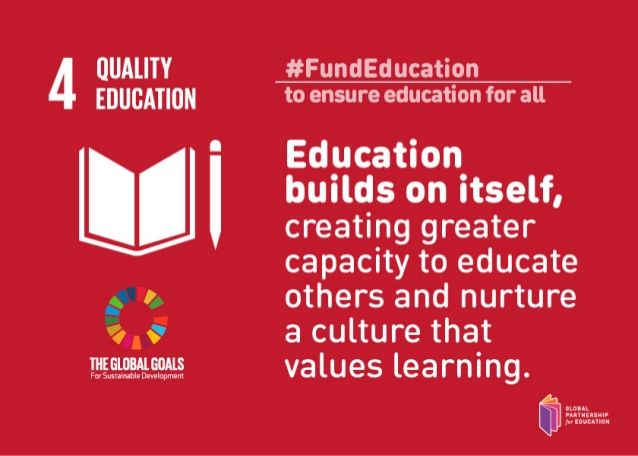 4
QUALITY
EDUCATION
THE GLOBAL GOALS
For Sustainable Development
#FundEducation
to ensure education for all
Education
builds on itself,
creating greater
capacity to educate
others and nurture
a culture that
values learning.
GLOBAL
PARTNERSHIP
for EDUCATION